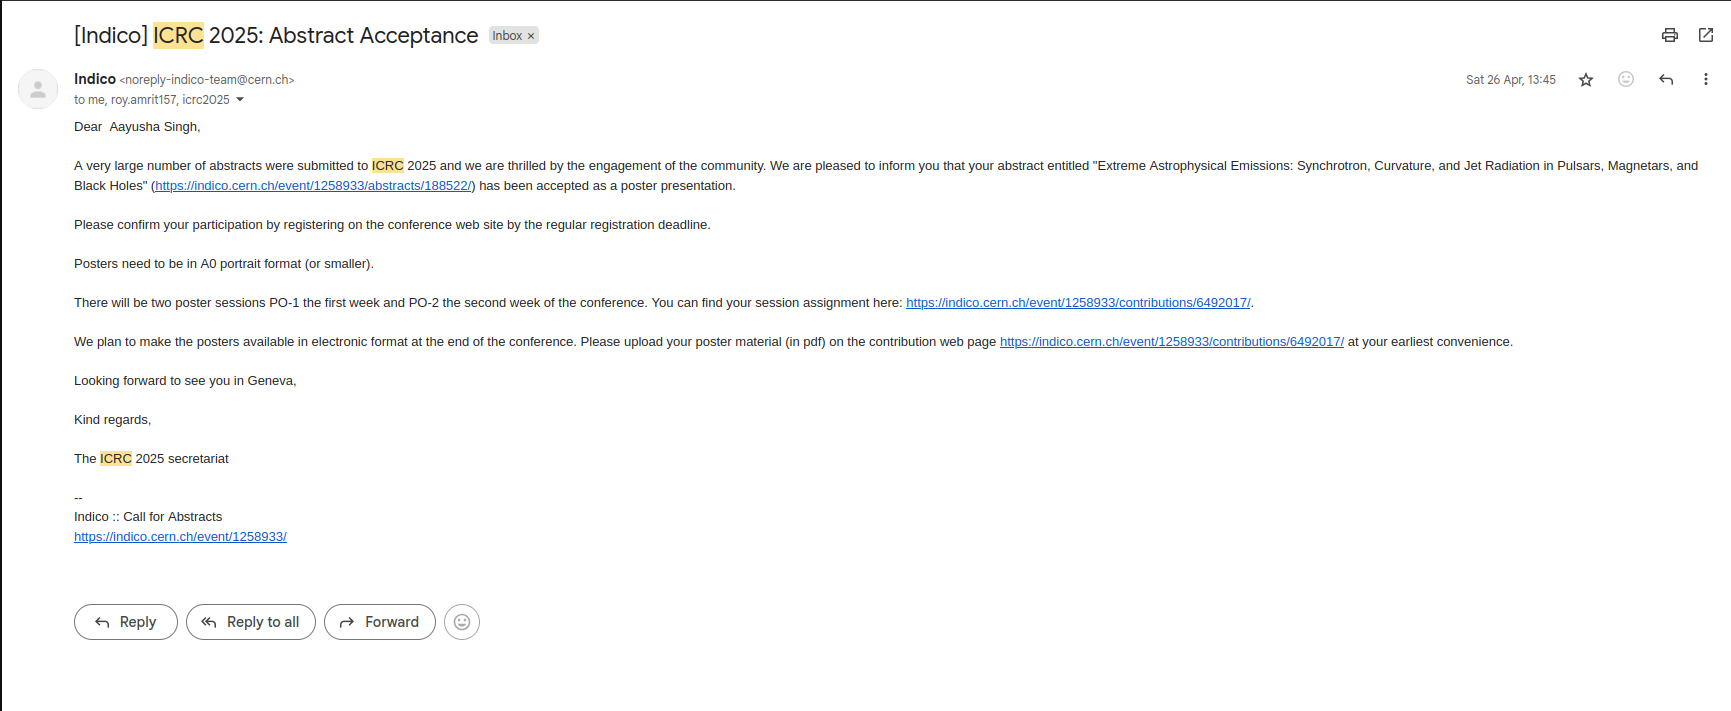 [Indico] ICRC 2025: Abstract Acceptance Inbox ×
Indico <noreply-indico-team@cern.ch> Sat 26 Apr, 13:45
to me, roy.amrit157, icrc2025
Dear  Aayusha Singh,
A very large number of abstracts were submitted to ICRC 2025 and we are thrilled by the engagement of the community. We are pleased to inform you that your abstract entitled "Extreme Astrophysical Emissions: Synchrotron, Curvature, and Jet Radiation in Pulsars, Magnetars, and
Black Holes" (https://indico.cern.ch/event/1258933/abstracts/188522/) has been accepted as a poster presentation.
Please confirm your participation by registering on the conference web site by the regular registration deadline.
Posters need to be in A0 portrait format (or smaller).
There will be two poster sessions PO-1 the first week and PO-2 the second week of the conference. You can find your session assignment here: https://indico.cern.ch/event/1258933/contributions/6492017/.
We plan to make the posters available in electronic format at the end of the conference. Please upload your poster material (in pdf) on the contribution web page https://indico.cern.ch/event/1258933/contributions/6492017/ at your earliest convenience.
Looking forward to see you in Geneva,
Kind regards,
The ICRC 2025 secretariat
--
Indico :: Call for Abstracts
https://indico.cern.ch/event/1258933/
Reply Reply to all Forward